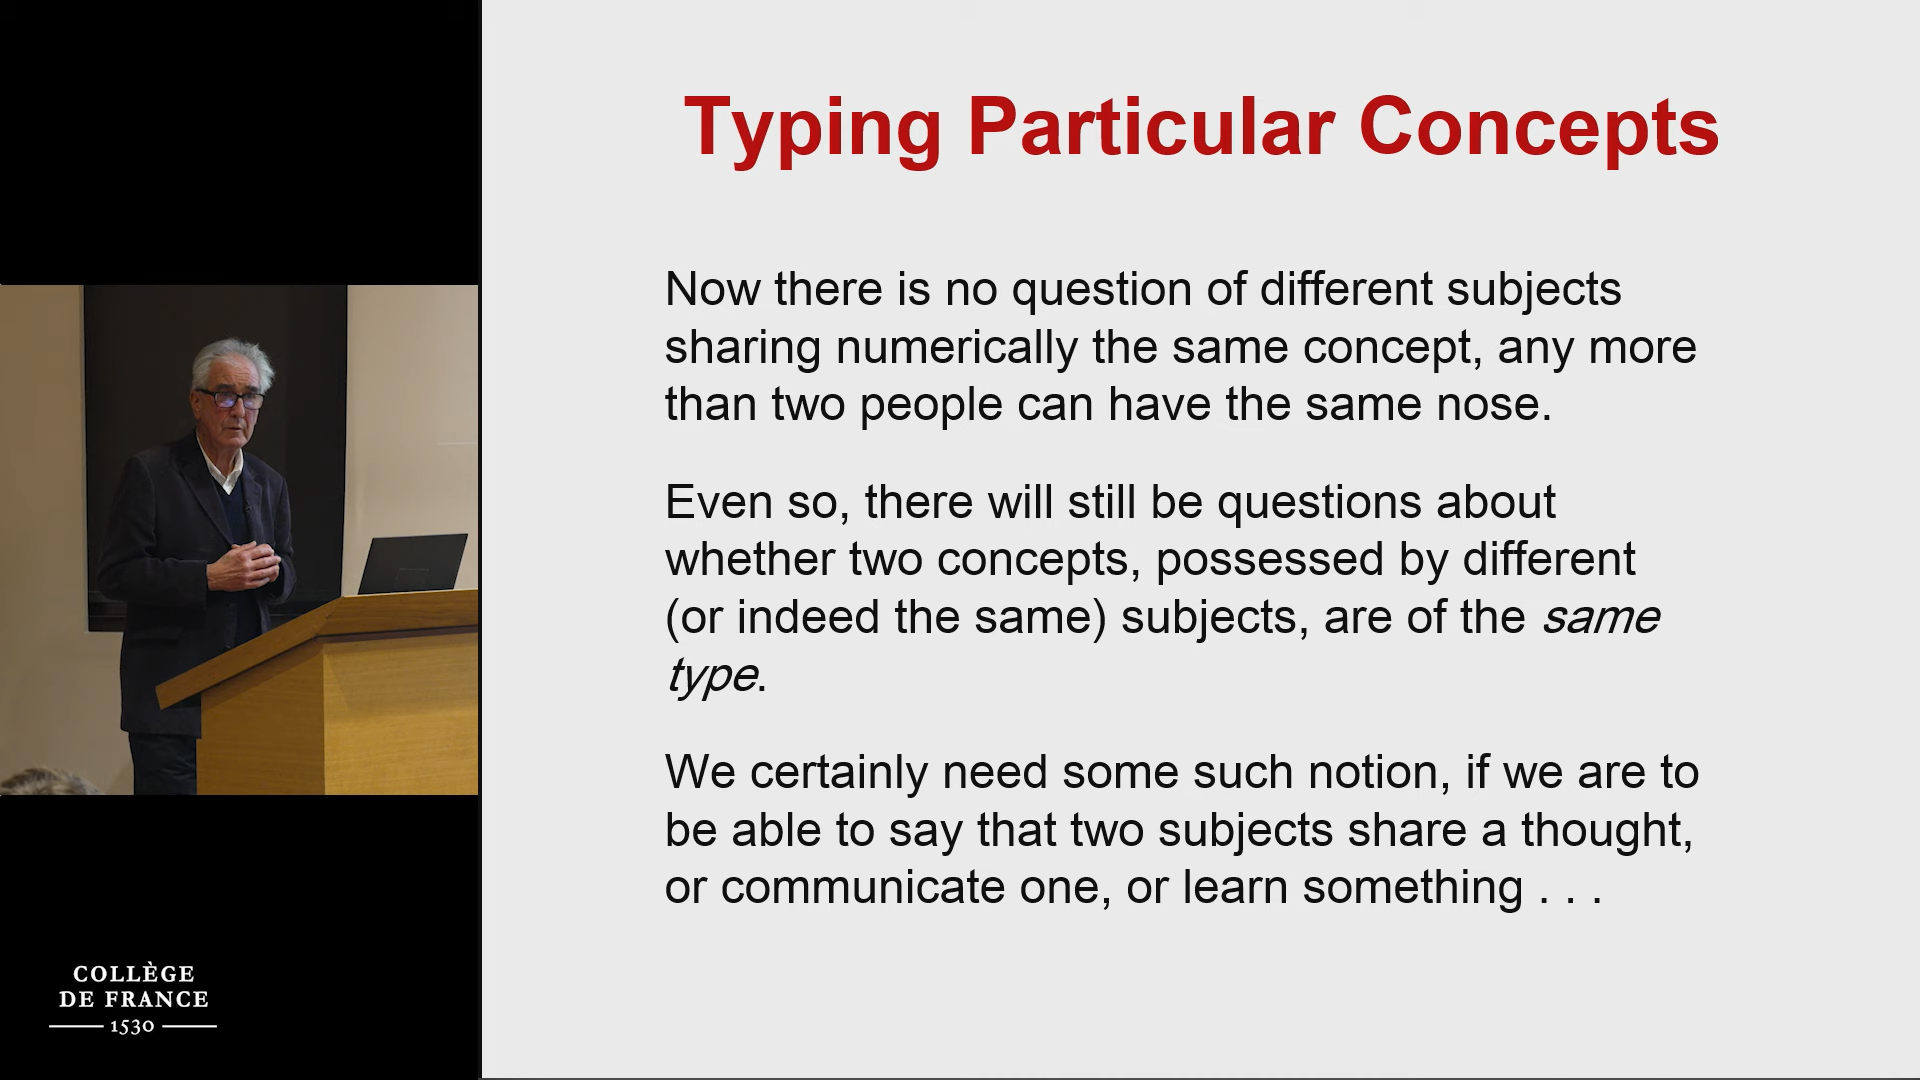 Typing Particular Concepts
Now there is no question of different subjects
sharing numerically the same concept, any more
than two people can have the same nose.
Even so, there will still be questions about
whether two concepts, possessed by different
(or indeed the same) subjects, are of the same
type.
We certainly need some such notion, if we are to
be able to say that two subjects share a thought,
or communicate one, or learn something . . .
COLLÈGE
DE FRANCE
1530